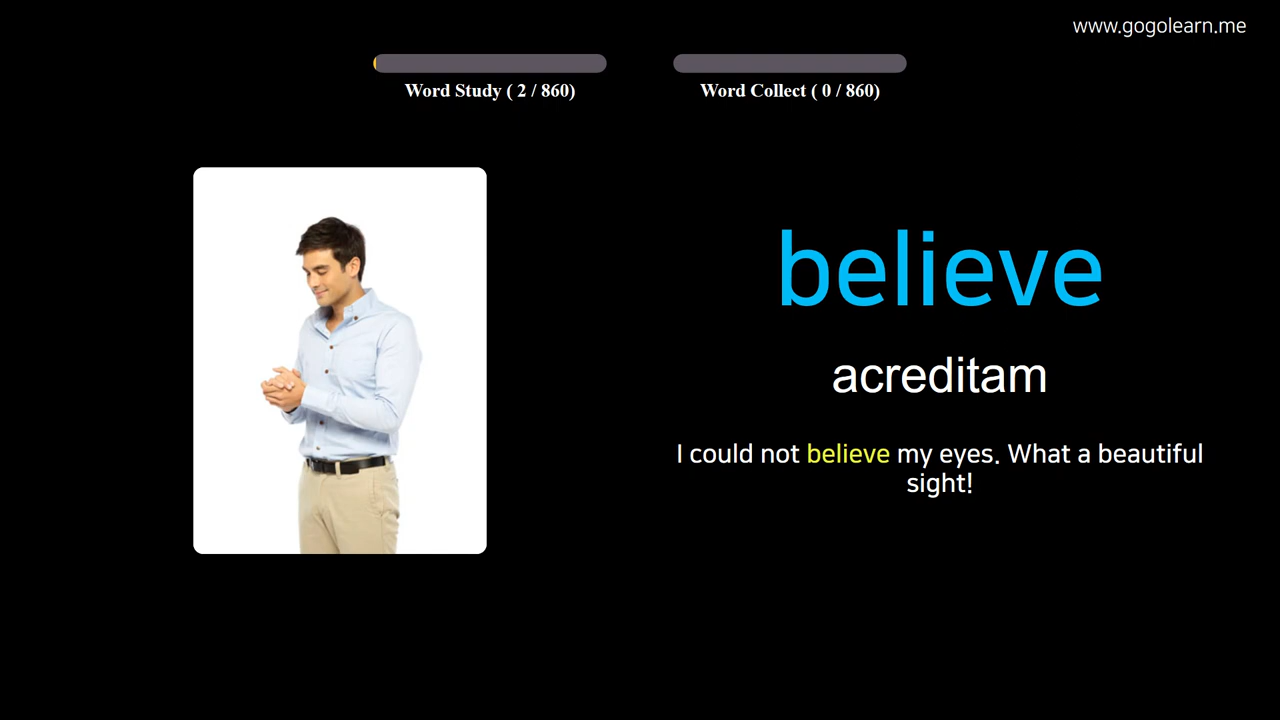 www.gogolearn.me
Word Study ( 2 / 860)
Word Collect ( 0 / 860)
believe
acreditam
I could not believe my eyes. What a beautiful
sight!